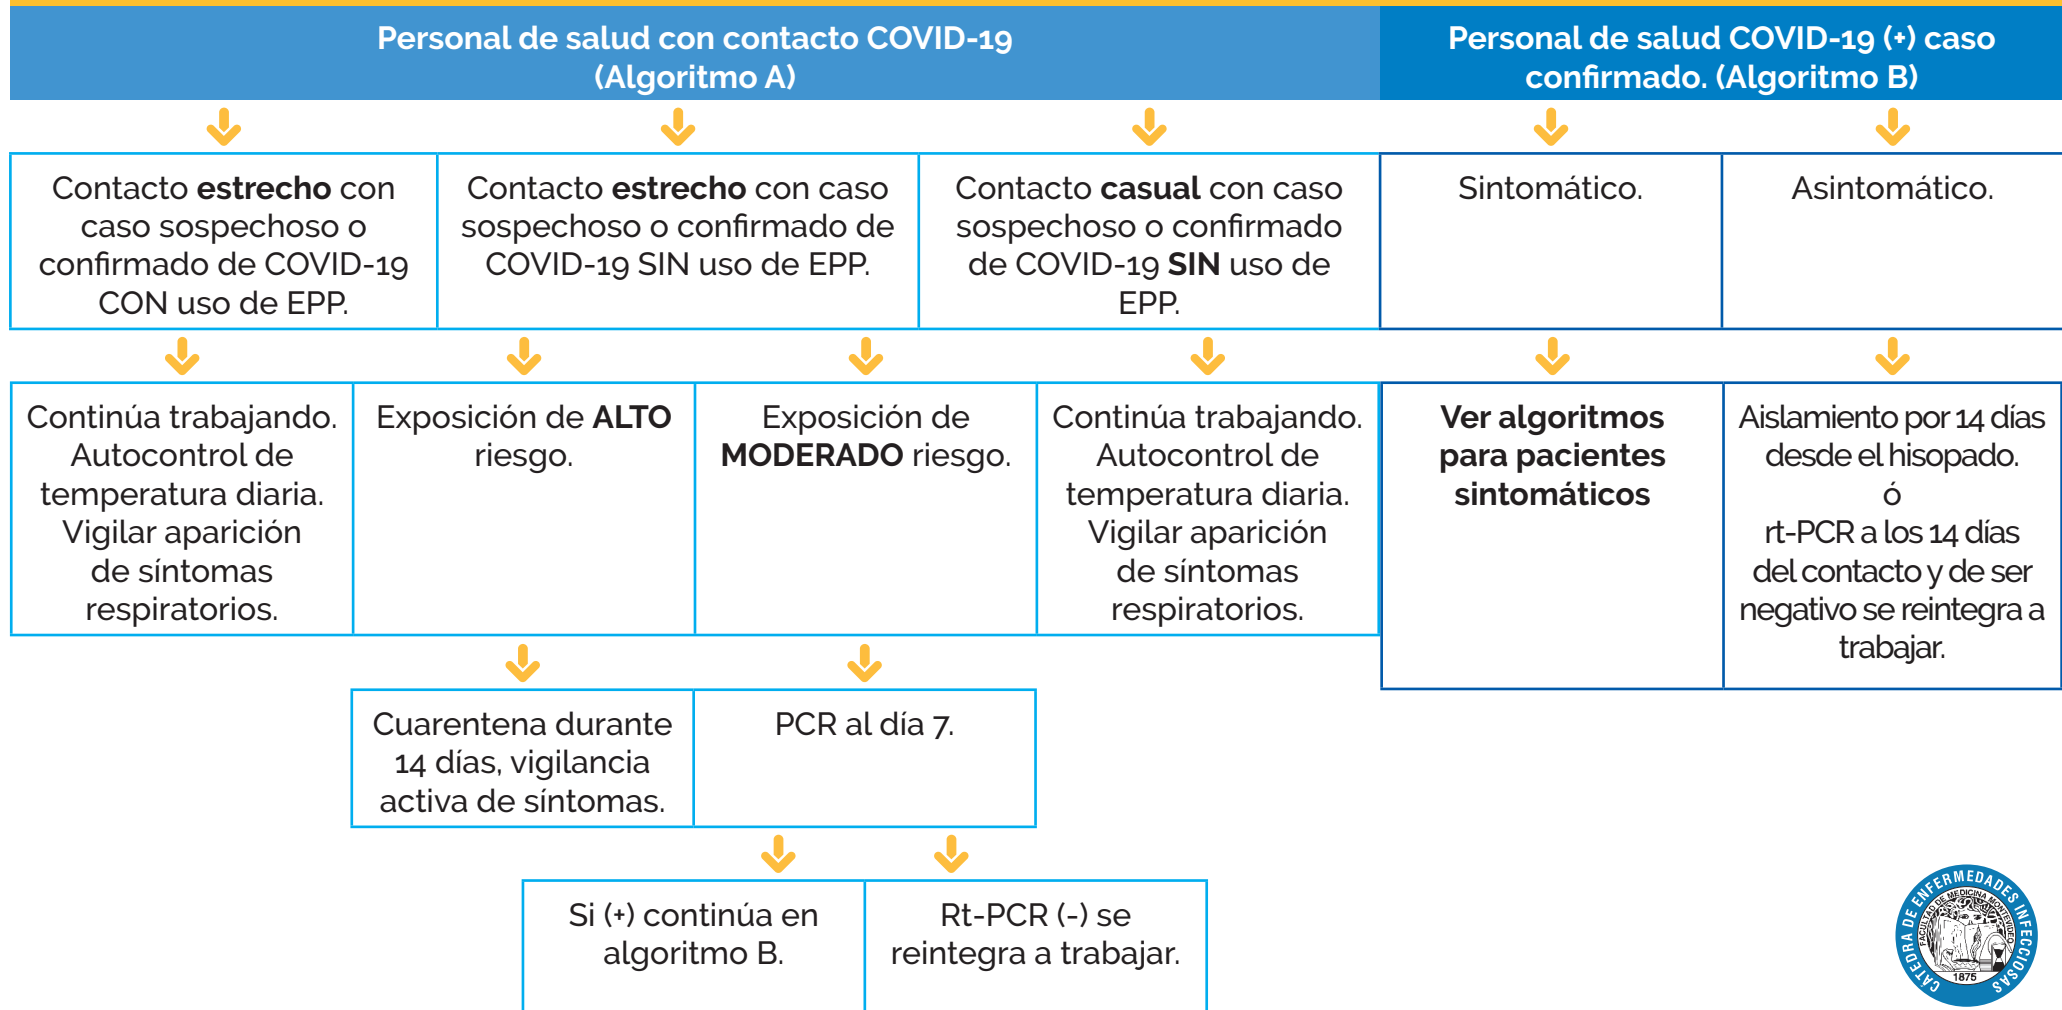 Personal de salud con contacto COVID-19
(Algoritmo A)
Personal de salud COVID-19 (+) caso
confirmado. (Algoritmo B)
Contacto estrecho con
caso sospechoso o
confirmado de COVID-19
CON uso de EPP.
Contacto estrecho con caso
sospechoso o confirmado de
COVID-19 SIN uso de EPP.
Contacto casual con caso
sospechoso o confirmado
de COVID-19 SIN uso de
EPP.
Sintomático.
Asintomático.
Continúa trabajando.
Autocontrol de
temperatura diaria.
Vigilar aparición
de síntomas
respiratorios.
Exposición de ALTO
riesgo.
Exposición de
MODERADO riesgo.
Continúa trabajando.
Autocontrol de
temperatura diaria.
Vigilar aparición
de síntomas
respiratorios.
Ver algoritmos
para pacientes
sintomáticos
Aislamiento por 14 días
desde el hisopado.
ó
rt-PCR a los 14 días
del contacto y de ser
negativo se reintegra a
trabajar.
Cuarentena durante
14 días, vigilancia
activa de síntomas.
PCR al día 7.
Si (+) continúa en
algoritmo B.
Rt-PCR (-) se
reintegra a trabajar.
CÁTEDRA DE ENFERMEDADES INFECCIOSAS
FACULTAD DE MEDICINA MONTEVIDEO
1875